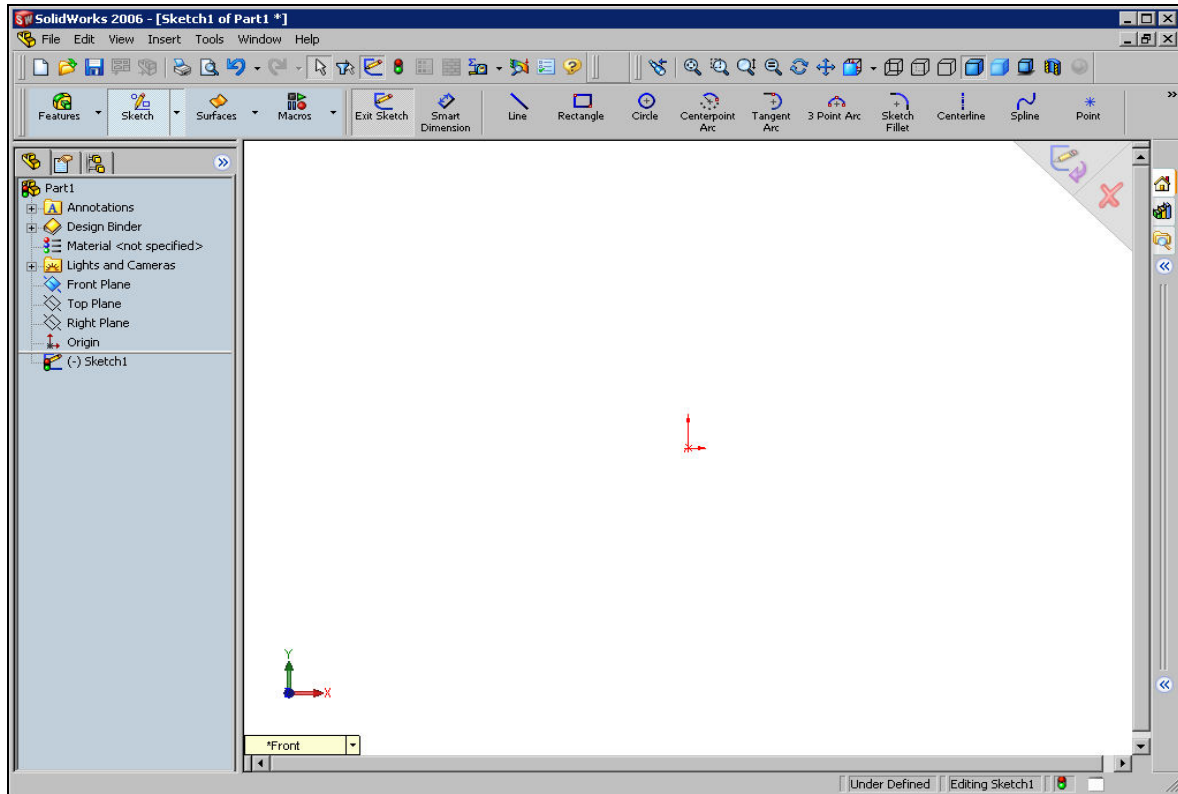 SolidWorks 2006 - [Sketch1 of Part1 *]
File Edit View Insert Tools Window Help
Features Sketch Surfaces Macros Exit Sketch Smart Dimension Line Rectangle Circle Centerpoint Arc Tangent Arc 3 Point Arc Sketch Fillet Centerline Spline Point
Part1
Annotations
Design Binder
Material <not specified>
Lights and Cameras
Front Plane
Top Plane
Right Plane
Origin
(-) Sketch1
Y
X
*Front
Under Defined Editing Sketch1